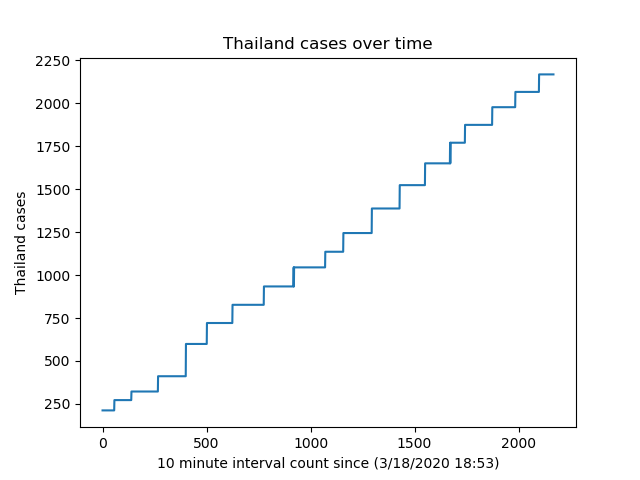 Thailand cases over time
2250
2000
1750
1500
1250
1000
750
500
250
Thailand cases
0 500 1000 1500 2000
10 minute interval count since (3/18/2020 18:53)